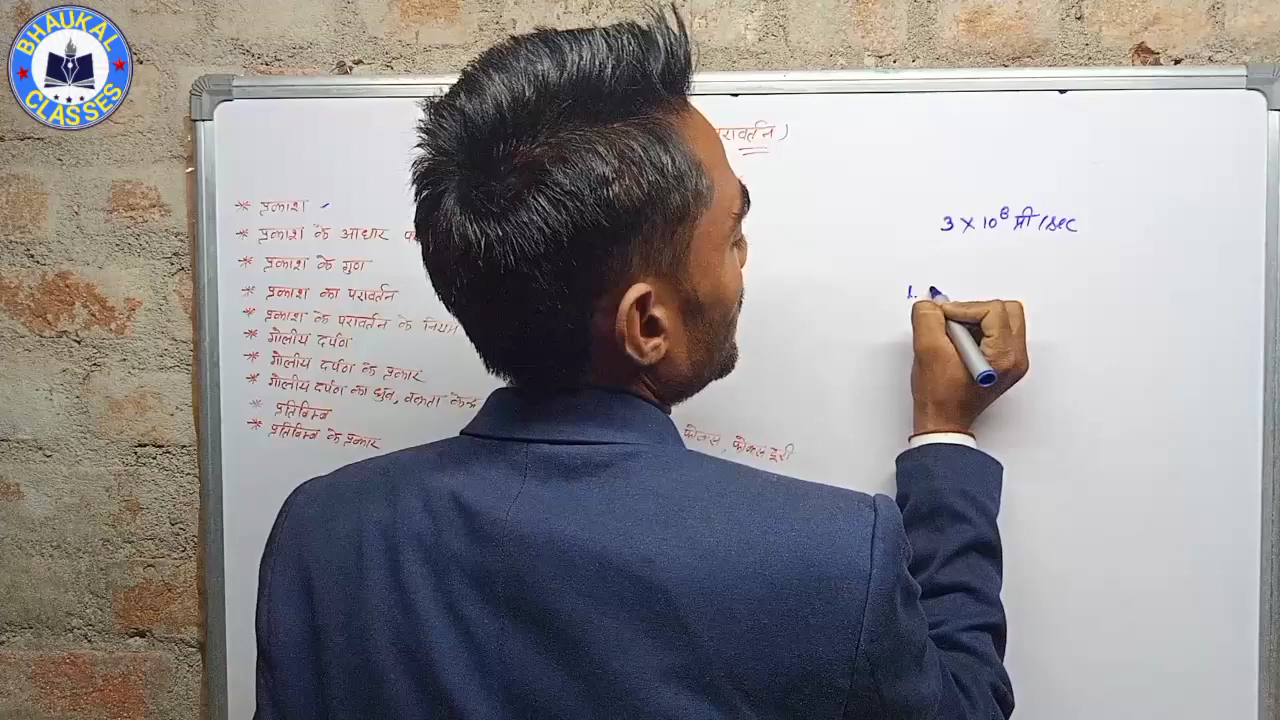 BHAUKAL
CLASSES
परावर्तन)
* प्रकाश
* प्रकाश के आधार
* प्रकाश के गुण
* प्रकाश का परावर्तन
* प्रकाश के परावर्तन के नियम
* गोलीय दर्पण
* गोलीय दर्पण के प्रकार
* गोलीय दर्पण का ध्रुव, वक्रता केन्द्र
फोकस, फोकस दूरी
* प्रतिबिम्ब
* प्रतिबिम्ब के प्रकार
3 × 10⁸ मी/sec
1.